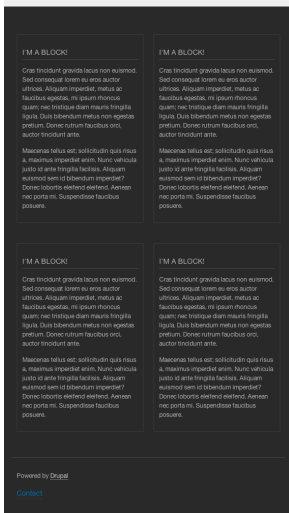 I'M A BLOCK!
Cras tincidunt gravida lacus non euismod.
Sed consequat lorem eu eros auctor
ultrices. Aliquam imperdiet, metus ac
faucibus egestas, mi ipsum rhoncus
quam; nec tristique diam mauris fringilla
ligula. Duis bibendum metus non egestas
pretium. Donec rutrum faucibus orci,
auctor tincidunt ante.
Maecenas tellus est; sollicitudin quis risus
a, maximus imperdiet enim. Nunc vehicula
justo id ante fringilla facilisis. Aliquam
euismod sem id bibendum imperdiet?
Donec lobortis eleifend eleifend. Aenean
nec porta mi. Suspendisse faucibus
posuere.
I'M A BLOCK!
Cras tincidunt gravida lacus non euismod.
Sed consequat lorem eu eros auctor
ultrices. Aliquam imperdiet, metus ac
faucibus egestas, mi ipsum rhoncus
quam; nec tristique diam mauris fringilla
ligula. Duis bibendum metus non egestas
pretium. Donec rutrum faucibus orci,
auctor tincidunt ante.
Maecenas tellus est; sollicitudin quis risus
a, maximus imperdiet enim. Nunc vehicula
justo id ante fringilla facilisis. Aliquam
euismod sem id bibendum imperdiet?
Donec lobortis eleifend eleifend. Aenean
nec porta mi. Suspendisse faucibus
posuere.
I'M A BLOCK!
Cras tincidunt gravida lacus non euismod.
Sed consequat lorem eu eros auctor
ultrices. Aliquam imperdiet, metus ac
faucibus egestas, mi ipsum rhoncus
quam; nec tristique diam mauris fringilla
ligula. Duis bibendum metus non egestas
pretium. Donec rutrum faucibus orci,
auctor tincidunt ante.
Maecenas tellus est; sollicitudin quis risus
a, maximus imperdiet enim. Nunc vehicula
justo id ante fringilla facilisis. Aliquam
euismod sem id bibendum imperdiet?
Donec lobortis eleifend eleifend. Aenean
nec porta mi. Suspendisse faucibus
posuere.
I'M A BLOCK!
Cras tincidunt gravida lacus non euismod.
Sed consequat lorem eu eros auctor
ultrices. Aliquam imperdiet, metus ac
faucibus egestas, mi ipsum rhoncus
quam; nec tristique diam mauris fringilla
ligula. Duis bibendum metus non egestas
pretium. Donec rutrum faucibus orci,
auctor tincidunt ante.
Maecenas tellus est; sollicitudin quis risus
a, maximus imperdiet enim. Nunc vehicula
justo id ante fringilla facilisis. Aliquam
euismod sem id bibendum imperdiet?
Donec lobortis eleifend eleifend. Aenean
nec porta mi. Suspendisse faucibus
posuere.
Powered by Drupal
Contact